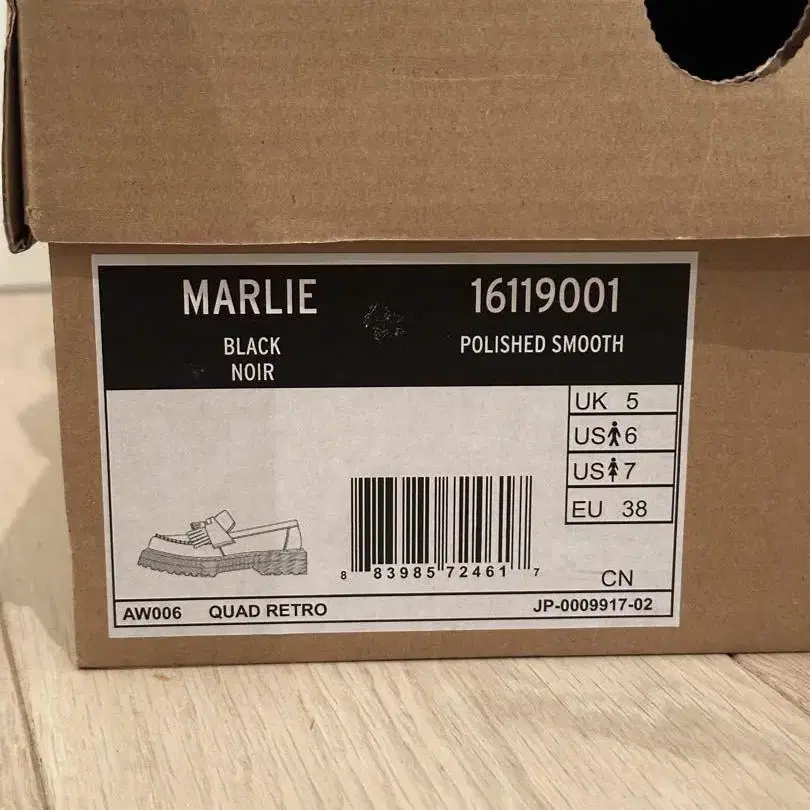 MARLIE 16119001
BLACK POLISHED SMOOTH
NOIR
UK 5
US 6
US 7
EU 38
8 83985 72461 7
CN
AW006 QUAD RETRO JP-0009917-02